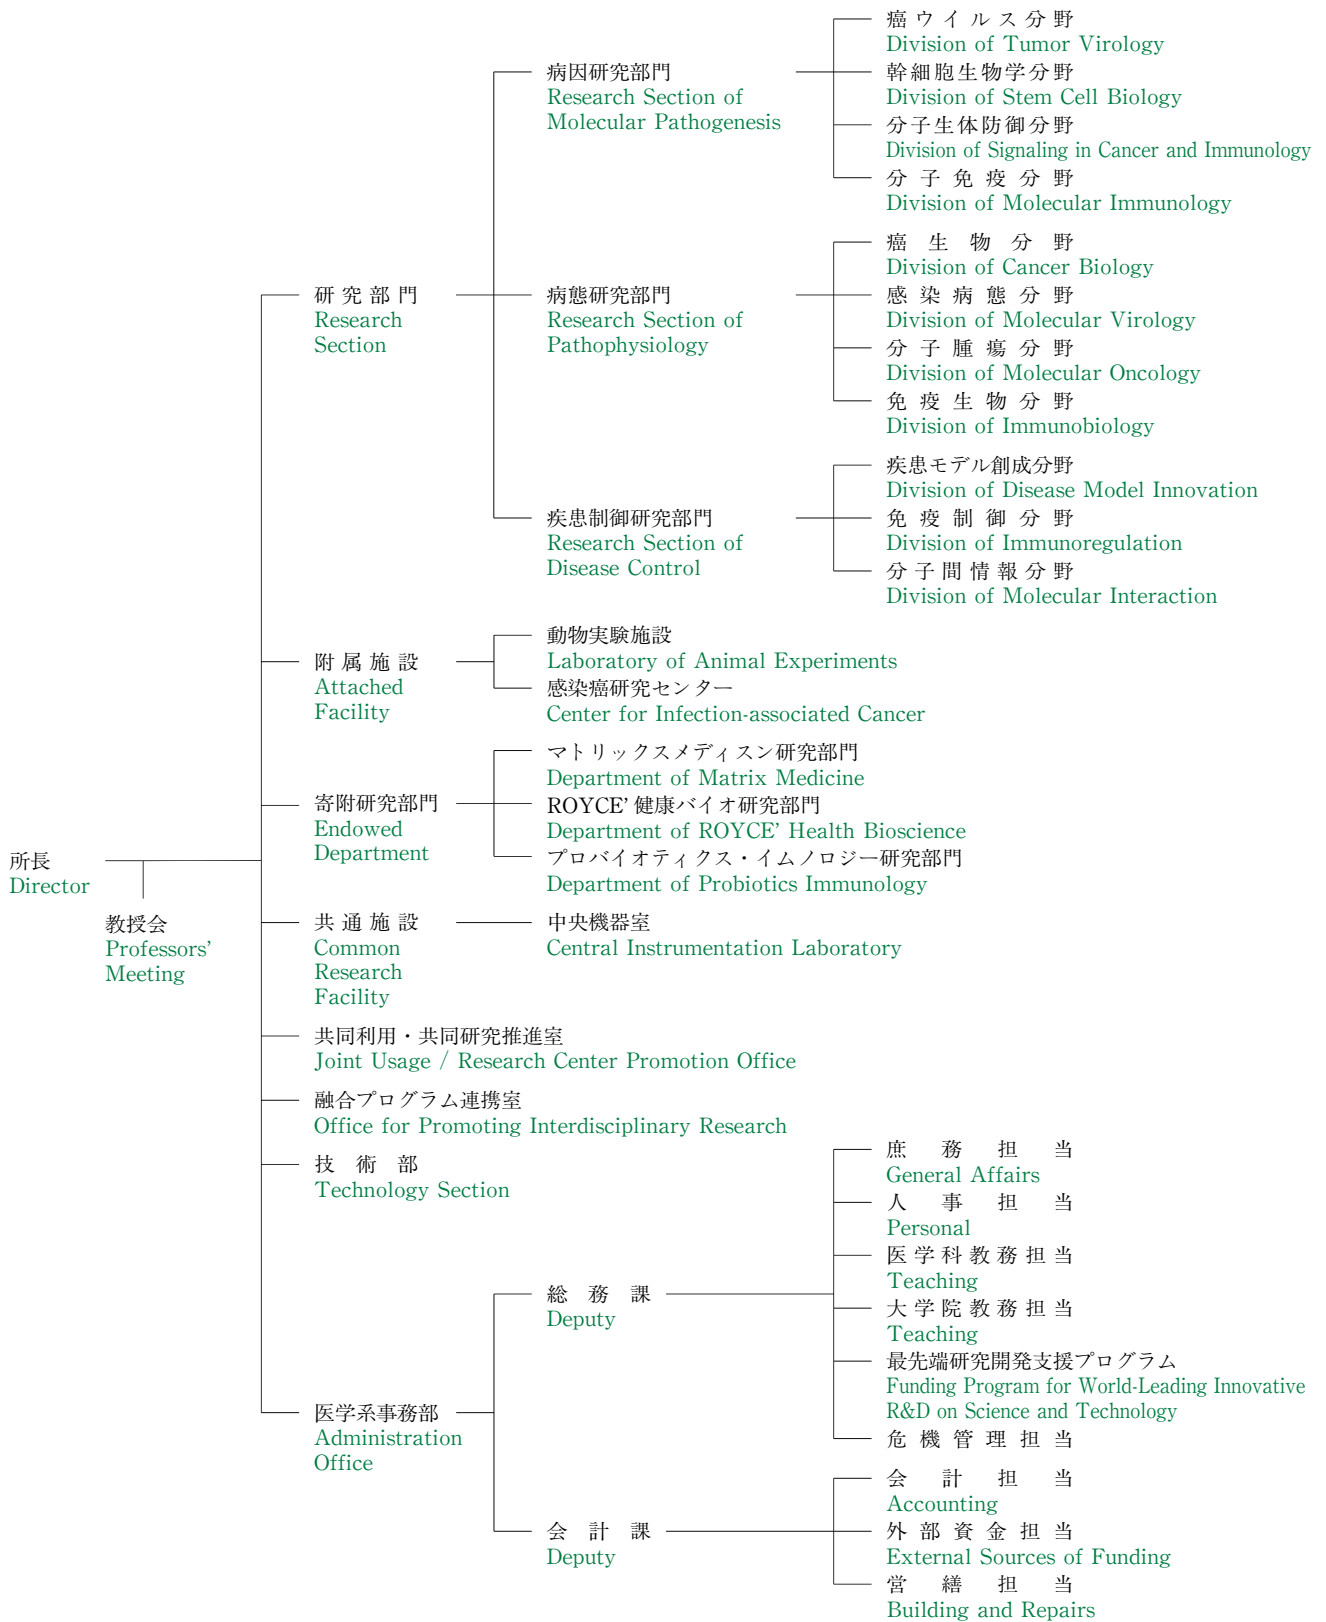 所長
Director
教授会
Professors'
Meeting
研究部門
Research
Section
病因研究部門
Research Section of
Molecular Pathogenesis
癌ウイルス分野
Division of Tumor Virology
幹細胞生物学分野
Division of Stem Cell Biology
分子生体防御分野
Division of Signaling in Cancer and Immunology
分子免疫分野
Division of Molecular Immunology
病態研究部門
Research Section of
Pathophysiology
癌生物分野
Division of Cancer Biology
感染病態分野
Division of Molecular Virology
分子腫瘍分野
Division of Molecular Oncology
免疫生物分野
Division of Immunobiology
疾患制御研究部門
Research Section of
Disease Control
疾患モデル創成分野
Division of Disease Model Innovation
免疫制御分野
Division of Immunoregulation
分子間情報分野
Division of Molecular Interaction
附属施設
Attached
Facility
動物実験施設
Laboratory of Animal Experiments
感染癌研究センター
Center for Infection-associated Cancer
寄附研究部門
Endowed
Department
マトリックスメディスン研究部門
Department of Matrix Medicine
ROYCE' 健康バイオ研究部門
Department of ROYCE' Health Bioscience
プロバイオティクス・イムノロジー研究部門
Department of Probiotics Immunology
共通施設
Common
Research
Facility
中央機器室
Central Instrumentation Laboratory
共同利用・共同研究推進室
Joint Usage / Research Center Promotion Office
融合プログラム連携室
Office for Promoting Interdisciplinary Research
技術部
Technology Section
医学系事務部
Administration
Office
総務課
Deputy
庶務担当
General Affairs
人事担当
Personal
医学科教務担当
Teaching
大学院教務担当
Teaching
最先端研究開発支援プログラム
Funding Program for World-Leading Innovative
R&D on Science and Technology
危機管理担当
会計課
Deputy
会計担当
Accounting
外部資金担当
External Sources of Funding
営繕担当
Building and Repairs